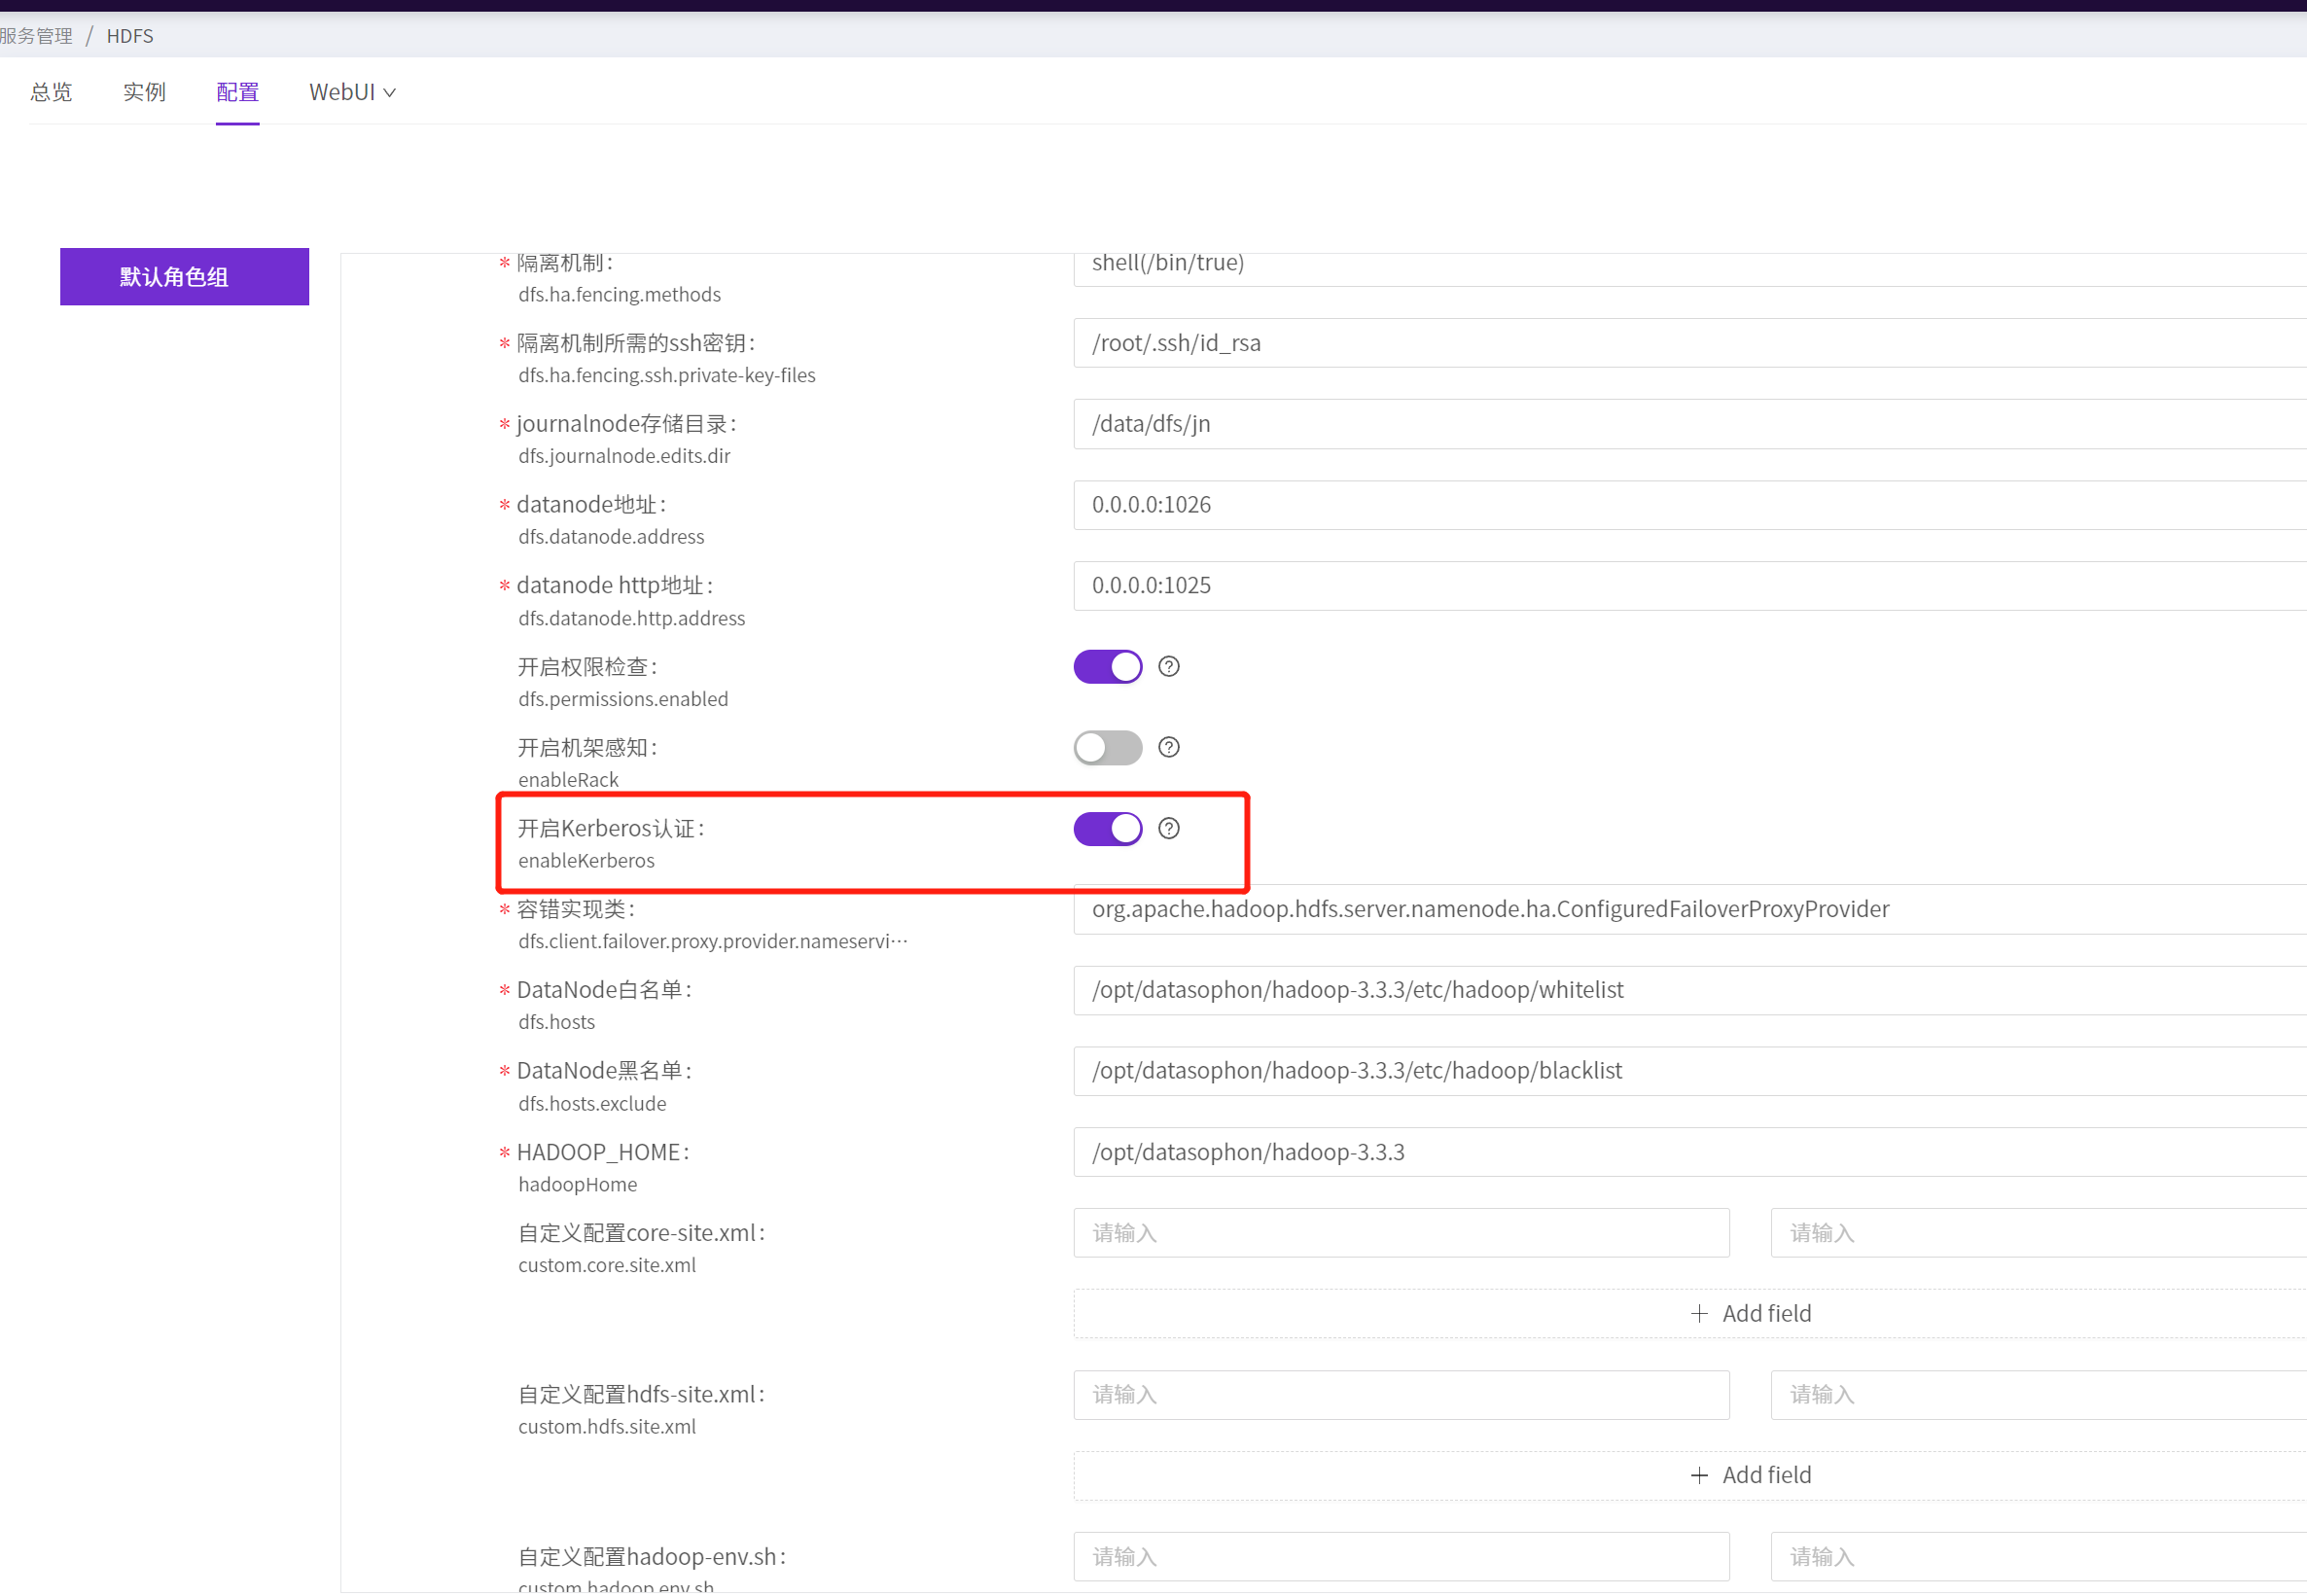 服务管理 / HDFS
总览 实例 配置 WebUI
默认角色组
* 隔离机制： shell(/bin/true)
dfs.ha.fencing.methods
* 隔离机制所需的ssh密钥： /root/.ssh/id_rsa
dfs.ha.fencing.ssh.private-key-files
* journalnode存储目录： /data/dfs/jn
dfs.journalnode.edits.dir
* datanode地址： 0.0.0.0:1026
dfs.datanode.address
* datanode http地址： 0.0.0.0:1025
dfs.datanode.http.address
开启权限检查：
dfs.permissions.enabled
开启机架感知：
enableRack
开启Kerberos认证：
enableKerberos
* 容错实现类： org.apache.hadoop.hdfs.server.namenode.ha.ConfiguredFailoverProxyProvider
dfs.client.failover.proxy.provider.nameservi…
* DataNode白名单： /opt/datasophon/hadoop-3.3.3/etc/hadoop/whitelist
dfs.hosts
* DataNode黑名单： /opt/datasophon/hadoop-3.3.3/etc/hadoop/blacklist
dfs.hosts.exclude
* HADOOP_HOME： /opt/datasophon/hadoop-3.3.3
hadoopHome
自定义配置core-site.xml： 请输入 请输入
custom.core.site.xml
+ Add field
自定义配置hdfs-site.xml： 请输入 请输入
custom.hdfs.site.xml
+ Add field
自定义配置hadoop-env.sh： 请输入 请输入
custom.hadoop.env.sh